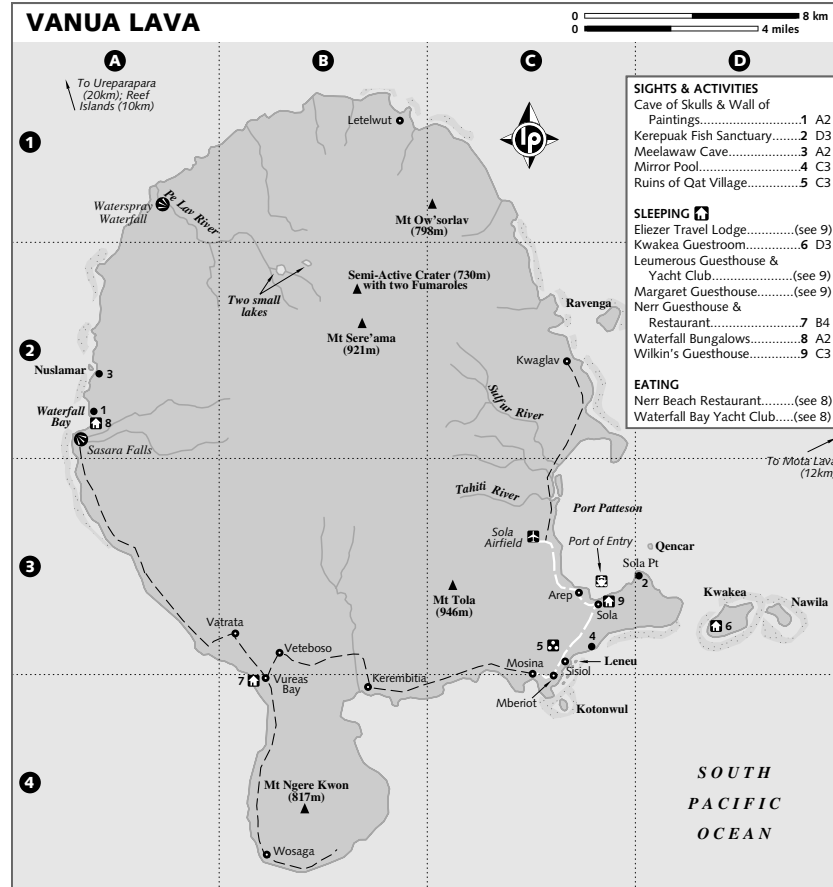 VANUA LAVA
0 8 km
0 4 miles
A
B
C
D
1
2
3
4
To Ureparapara
(20km); Reef
Islands (10km)
Letelwut
lp
Waterspray
Waterfall
Pe Lav River
Mt Ow'sorlav
(798m)
Semi-Active Crater (730m)
with two Fumaroles
Two small
lakes
Mt Sere'ama
(921m)
Ravenga
Nuslamar
3
Kwaglav
1
Waterfall
Bay
8
Sasara Falls
Sulfur River
Tahiti River
To Mota Lava
(12km)
Port Patteson
Sola
Airfield
Port of Entry
Qencar
Sola Pt
2
Mt Tola
(946m)
Arep
9
Sola
Kwakea
6
Nawila
Vatrata
Veteboso
5
4
Mosina
Leneu
Sisiol
7
Vureas
Bay
Kerembitia
Mberiot
Kotonwul
Mt Ngere Kwon
(817m)
Wosaga
SOUTH
PACIFIC
OCEAN
SIGHTS & ACTIVITIES
Cave of Skulls & Wall of
Paintings..........................1 A2
Kerepuak Fish Sanctuary.....2 D3
Meelawaw Cave.................3 A2
Mirror Pool........................4 C3
Ruins of Qat Village.............5 C3
SLEEPING
Eliezer Travel Lodge...........(see 9)
Kwakea Guestroom............6 D3
Leumerous Guesthouse &
Yacht Club.....................(see 9)
Margaret Guesthouse..........(see 9)
Nerr Guesthouse &
Restaurant......................7 B4
Waterfall Bungalows...........8 A2
Wilkin's Guesthouse............9 C3
EATING
Nerr Beach Restaurant.........(see 8)
Waterfall Bay Yacht Club.....(see 8)